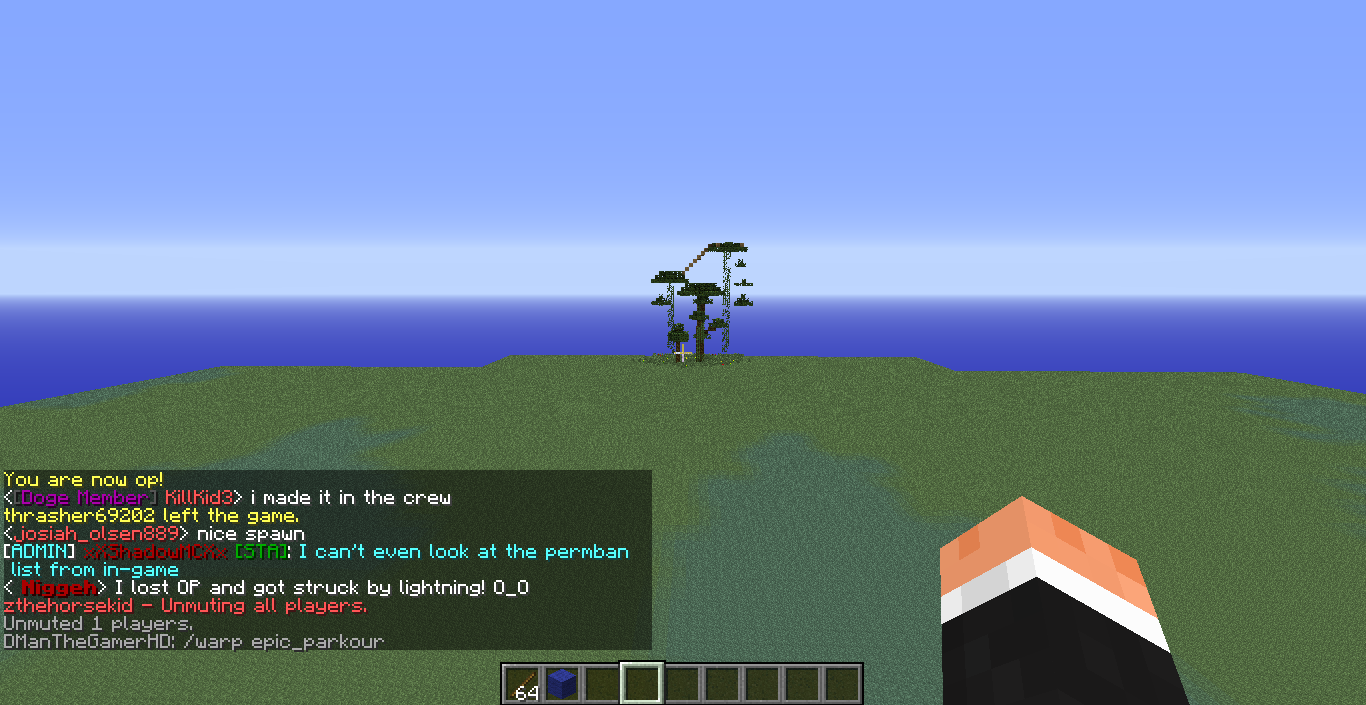 You are now op!
<[Doge Member] KillKid3> i made it in the crew
thrasher69202 left the game.
<josiah_olsen889> nice spawn
[ADMIN] xXShadowMCXx [STA]: I can't even look at the permban
list from in-game
< Niggeh> I lost OP and got struck by lightning! O_O
zthehorsekid - Unmuting all players.
Unmuted 1 players.
DManTheGamerHD: /warp epic_parkour
64